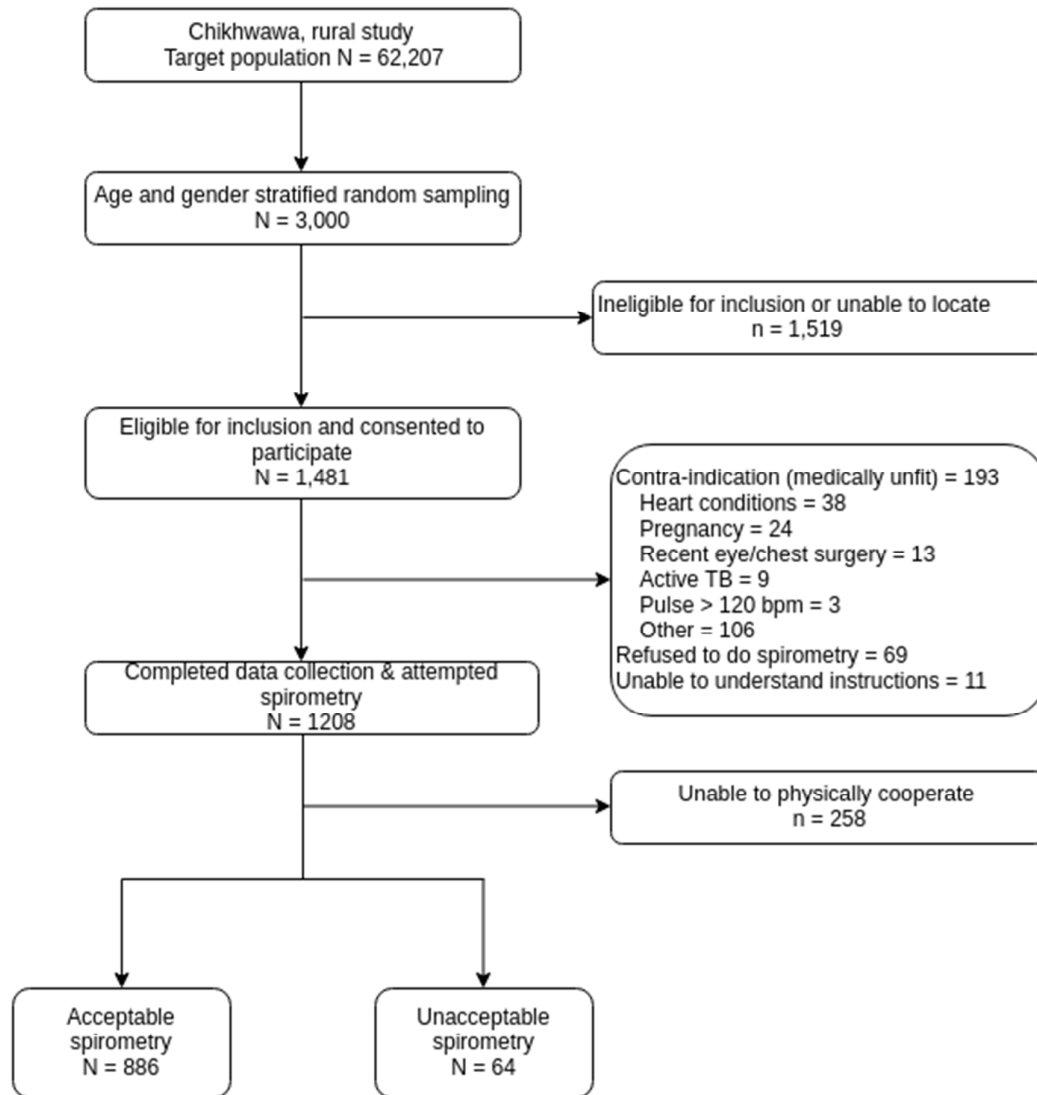 Chikhwawa, rural study
Target population N = 62,207
Age and gender stratified random sampling
N = 3,000
Ineligible for inclusion or unable to locate
n = 1,519
Eligible for inclusion and consented to
participate
N = 1,481
Contra-indication (medically unfit) = 193
Heart conditions = 38
Pregnancy = 24
Recent eye/chest surgery = 13
Active TB = 9
Pulse > 120 bpm = 3
Other = 106
Refused to do spirometry = 69
Unable to understand instructions = 11
Completed data collection & attempted
spirometry
N = 1208
Unable to physically cooperate
n = 258
Acceptable
spirometry
N = 886
Unacceptable
spirometry
N = 64